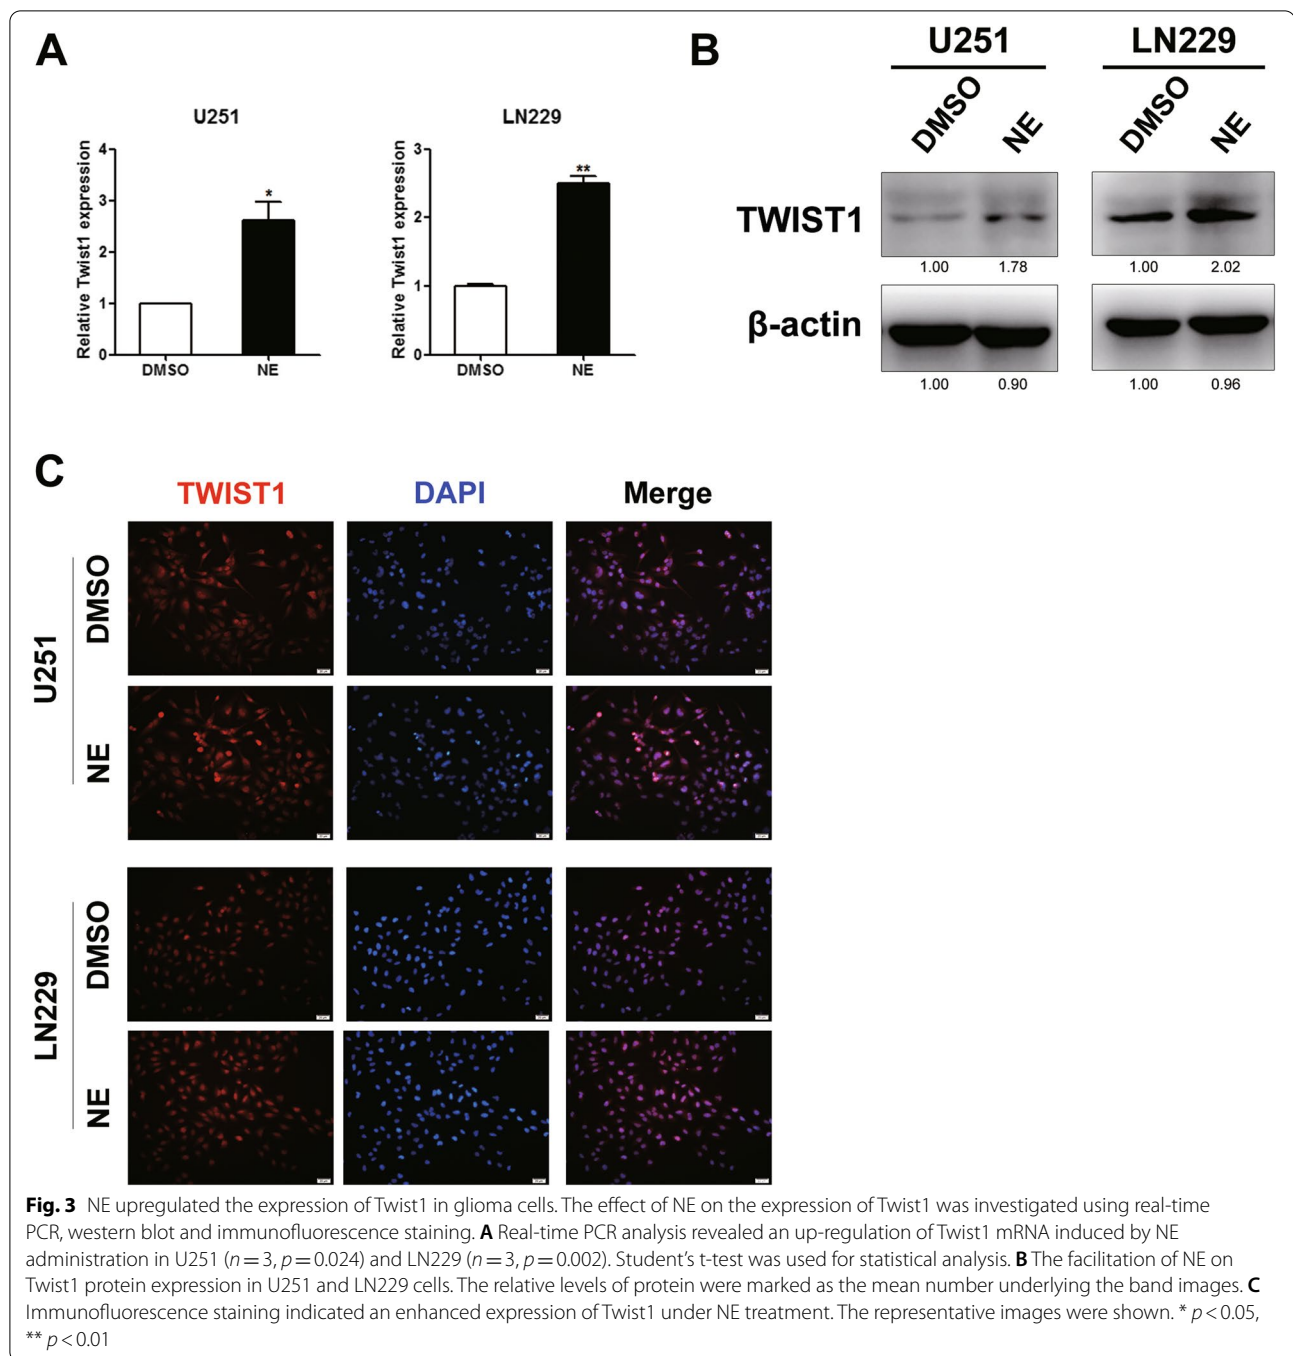 A
U251
Relative Twist1 expression
4
3
2
1
0
*
DMSO
NE
LN229
Relative Twist1 expression
3
2
1
0
**
DMSO
NE
B
U251
LN229
DMSO
NE
DMSO
NE
TWIST1
1.00
1.78
1.00
2.02
β-actin
1.00
0.90
1.00
0.96
C
TWIST1
DAPI
Merge
U251
DMSO
NE
LN229
DMSO
NE
Fig. 3 NE upregulated the expression of Twist1 in glioma cells. The effect of NE on the expression of Twist1 was investigated using real-time
PCR, western blot and immunofluorescence staining. A Real-time PCR analysis revealed an up-regulation of Twist1 mRNA induced by NE
administration in U251 (n = 3, p = 0.024) and LN229 (n = 3, p = 0.002). Student's t-test was used for statistical analysis. B The facilitation of NE on
Twist1 protein expression in U251 and LN229 cells. The relative levels of protein were marked as the mean number underlying the band images. C
Immunofluorescence staining indicated an enhanced expression of Twist1 under NE treatment. The representative images were shown. * p < 0.05,
** p < 0.01